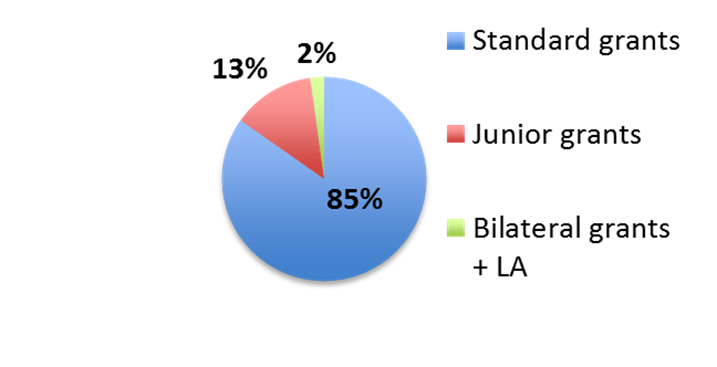 2%
13%
85%
Standard grants
Junior grants
Bilateral grants
+ LA